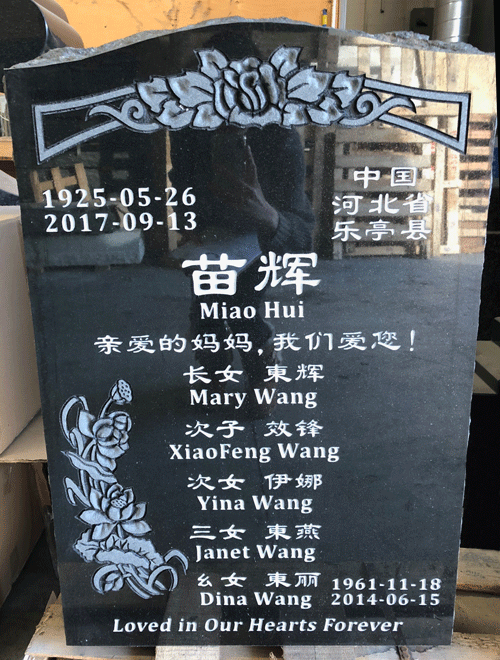 1925-05-26
2017-09-13
中国
河北省
乐亭县
苗辉
Miao Hui
亲爱的妈妈，我们爱您！
长女 東辉
Mary Wang
次子 效锋
XiaoFeng Wang
次女 伊娜
Yina Wang
三女 東燕
Janet Wang
幺女 東丽
Dina Wang
1961-11-18
2014-06-15
Loved in Our Hearts Forever